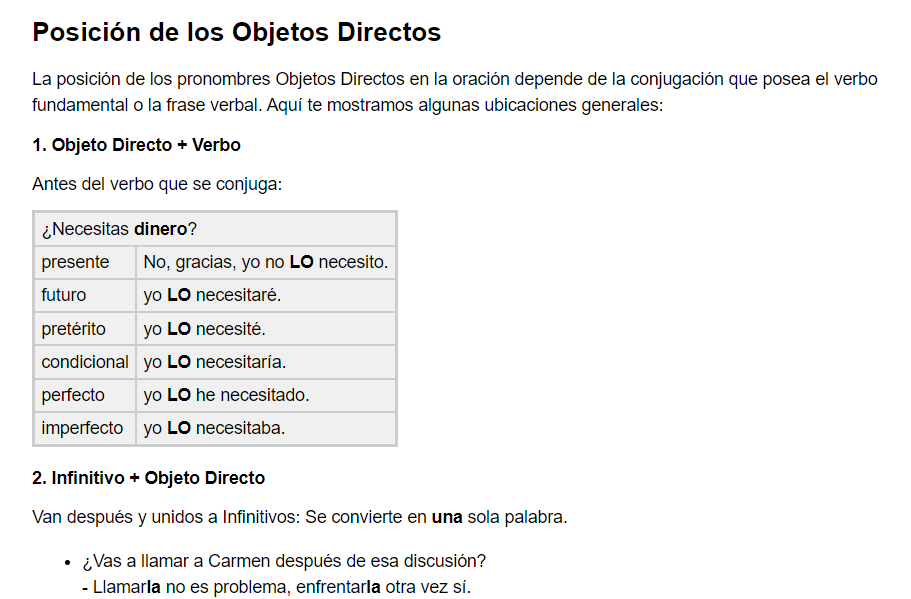 Posición de los Objetos Directos
La posición de los pronombres Objetos Directos en la oración depende de la conjugación que posea el verbo
fundamental o la frase verbal. Aquí te mostramos algunas ubicaciones generales:
1. Objeto Directo + Verbo
Antes del verbo que se conjuga:
¿Necesitas dinero?
presente No, gracias, yo no LO necesito.
futuro yo LO necesitaré.
pretérito yo LO necesité.
condicional yo LO necesitaría.
perfecto yo LO he necesitado.
imperfecto yo LO necesitaba.
2. Infinitivo + Objeto Directo
Van después y unidos a Infinitivos: Se convierte en una sola palabra.
• ¿Vas a llamar a Carmen después de esa discusión?
- Llamarla no es problema, enfrentarla otra vez sí.